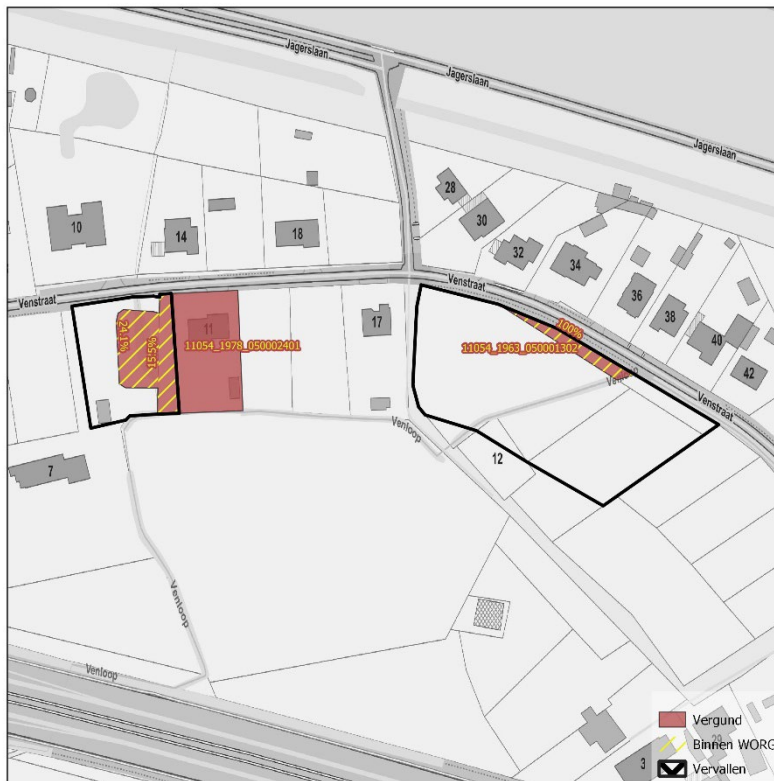 Jagerslaan
Jagerslaan
Jagerslaan
28
30
10
14
18
32
34
36
38
40
42
Venstraat
Venstraat
Venstraat
24.1%
15.5%
11
11054_1978_050002401
17
100%
11054_1963_050001302
Venloop
7
12
Venloop
Venloop
3
29
Vergund
Binnen WORG
Vervallen